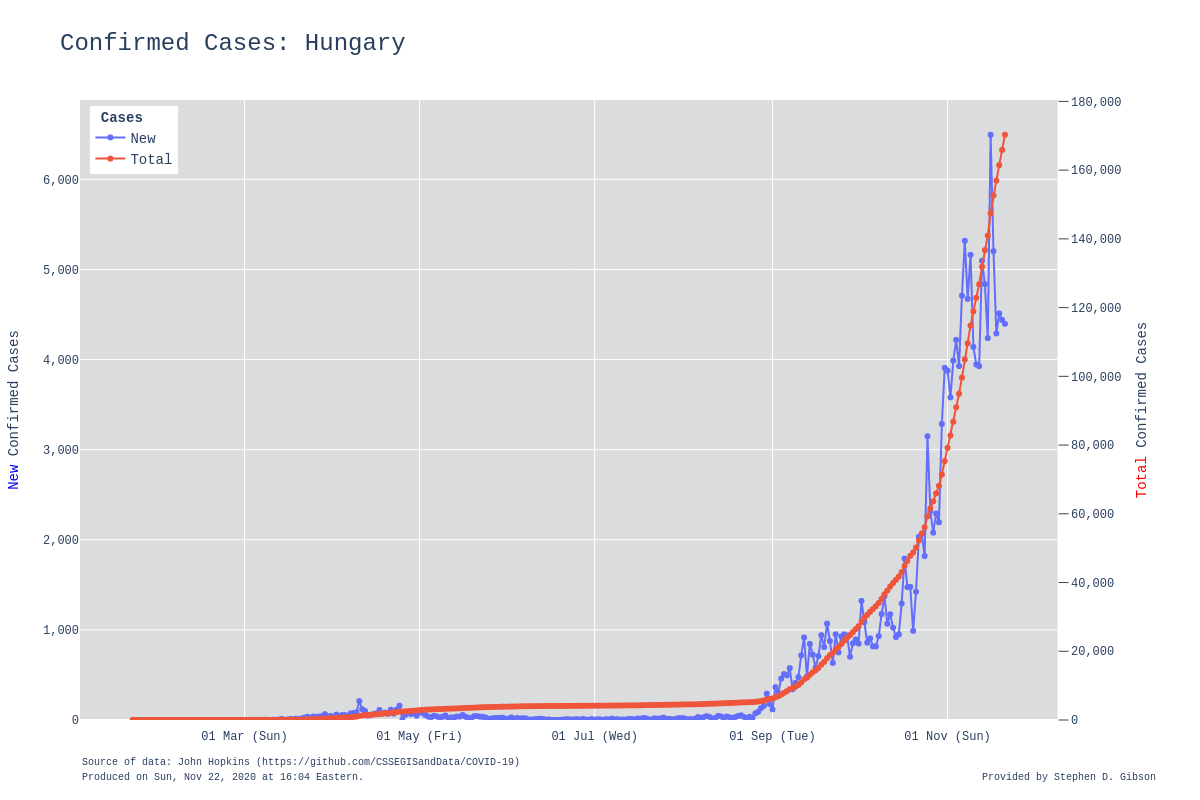 Confirmed Cases: Hungary
Cases
New
Total
180,000
160,000
140,000
120,000
100,000
80,000
60,000
40,000
20,000
0
6,000
5,000
4,000
3,000
2,000
1,000
0
New Confirmed Cases
Total Confirmed Cases
01 Mar (Sun)
01 May (Fri)
01 Jul (Wed)
01 Sep (Tue)
01 Nov (Sun)
Source of data: John Hopkins (https://github.com/CSSEGISandData/COVID-19)
Produced on Sun, Nov 22, 2020 at 16:04 Eastern.
Provided by Stephen D. Gibson